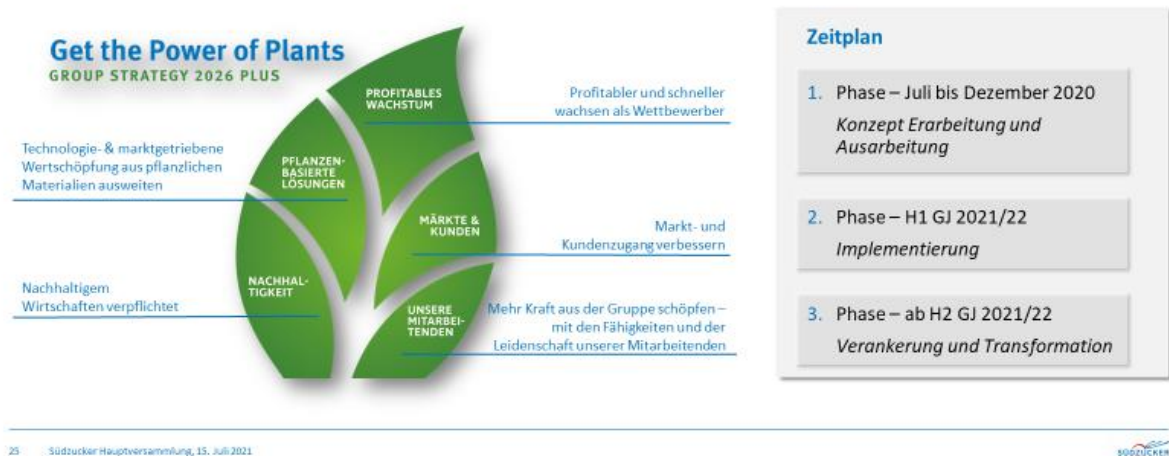 Get the Power of Plants
GROUP STRATEGY 2026 PLUS
PROFITABLES
WACHSTUM
Profitabler und schneller
wachsen als Wettbewerber
Technologie- & marktgetriebene
Wertschöpfung aus pflanzlichen
Materialien ausweiten
PFLANZEN-
BASIERTE
LÖSUNGEN
MÄRKTE &
KUNDEN
Markt- und
Kundenzugang verbessern
Nachhaltigem
Wirtschaften verpflichtet
NACHHAL-
TIGKEIT
UNSERE
MITARBEI-
TENDEN
Mehr Kraft aus der Gruppe schöpfen –
mit den Fähigkeiten und der
Leidenschaft unserer Mitarbeitenden
Zeitplan
1. Phase – Juli bis Dezember 2020
Konzept Erarbeitung und
Ausarbeitung
2. Phase – H1 GJ 2021/22
Implementierung
3. Phase – ab H2 GJ 2021/22
Verankerung und Transformation
25 Südzucker Hauptversammlung, 15. Juli 2021
SÜDZUCKER